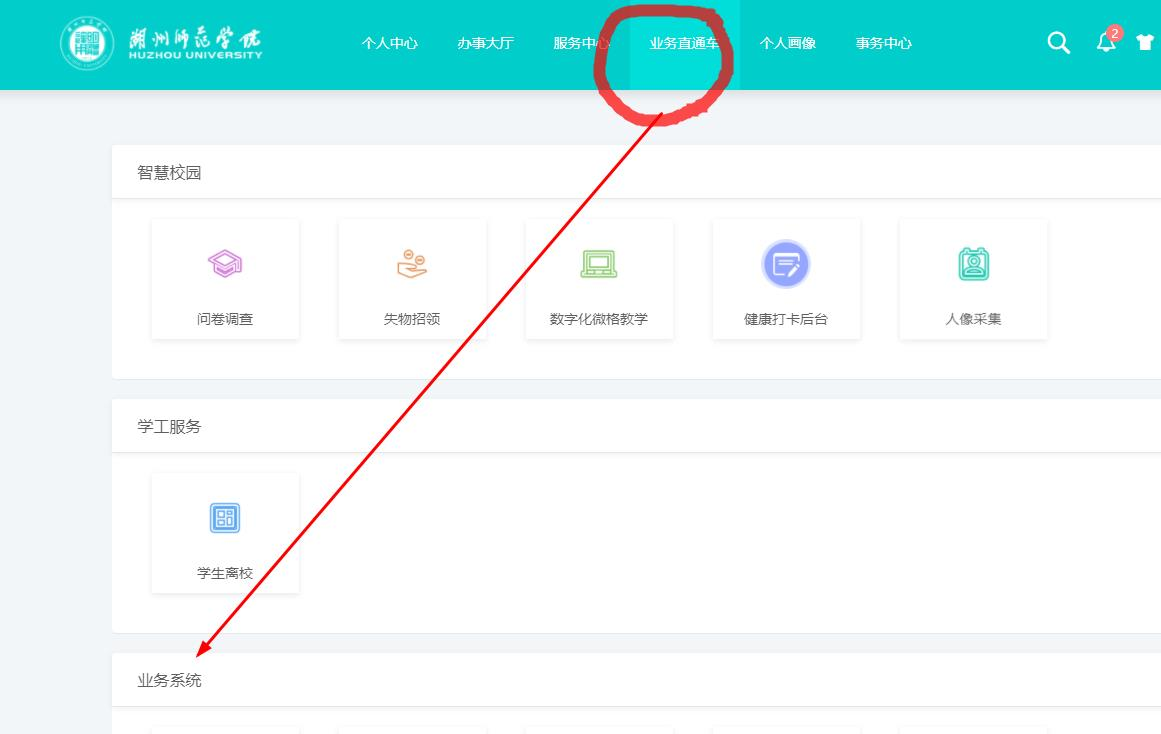 湖州师范学院
HUZHOU UNIVERSITY
个人中心 办事大厅 服务中心 业务直通车 个人画像 事务中心 2
智慧校园
问卷调查 失物招领 数字化微格教学 健康打卡后台 人像采集
学工服务
学生离校
业务系统